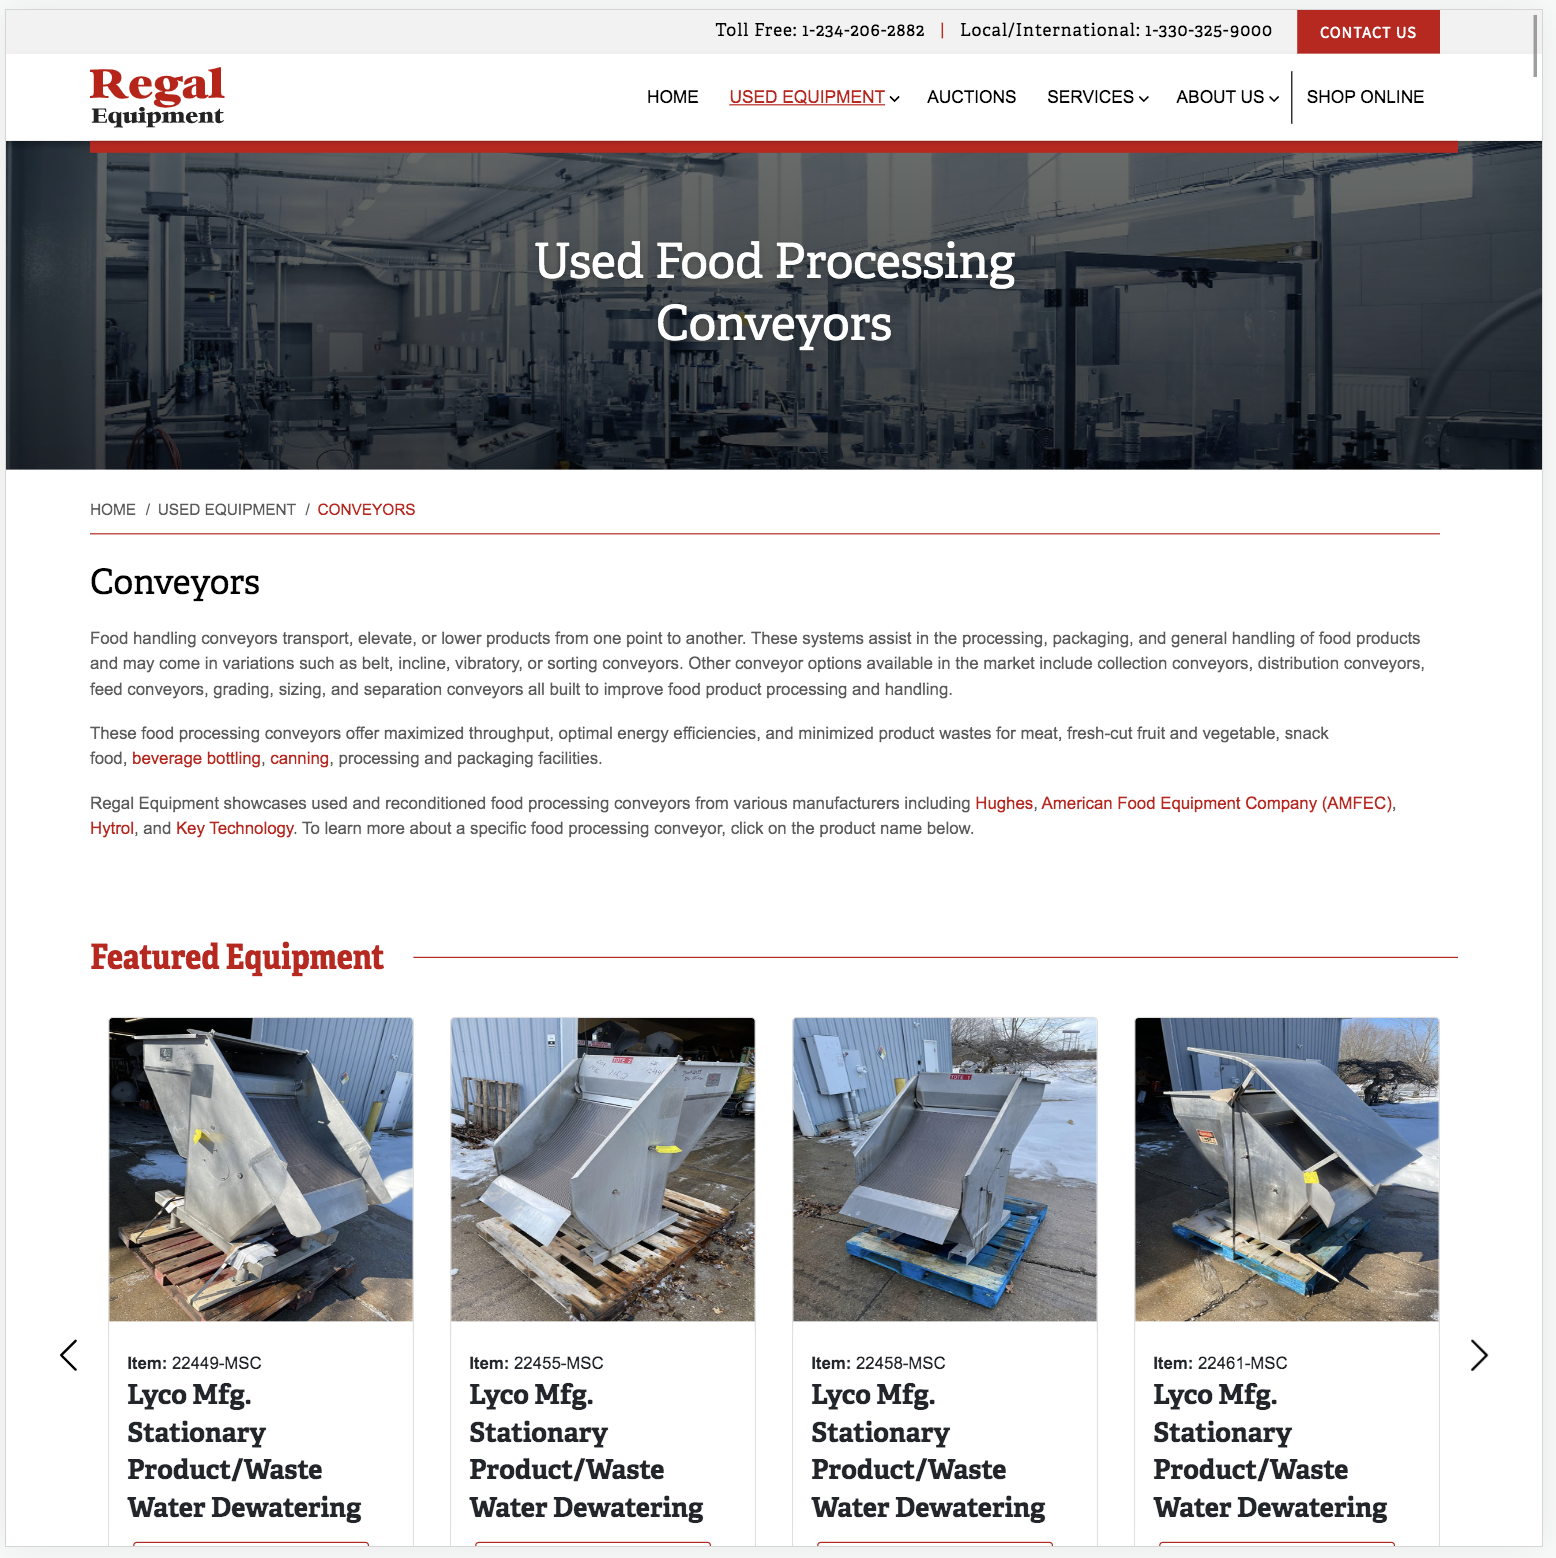 Toll Free: 1-234-206-2882 | Local/International: 1-330-325-9000
CONTACT US
Regal
Equipment
HOME
USED EQUIPMENT
AUCTIONS
SERVICES
ABOUT US
SHOP ONLINE
Used Food Processing
Conveyors
HOME / USED EQUIPMENT / CONVEYORS
Conveyors
Food handling conveyors transport, elevate, or lower products from one point to another. These systems assist in the processing, packaging, and general handling of food products
and may come in variations such as belt, incline, vibratory, or sorting conveyors. Other conveyor options available in the market include collection conveyors, distribution conveyors,
feed conveyors, grading, sizing, and separation conveyors all built to improve food product processing and handling.
These food processing conveyors offer maximized throughput, optimal energy efficiencies, and minimized product wastes for meat, fresh-cut fruit and vegetable, snack
food, beverage bottling, canning, processing and packaging facilities.
Regal Equipment showcases used and reconditioned food processing conveyors from various manufacturers including Hughes, American Food Equipment Company (AMFEC),
Hytrol, and Key Technology. To learn more about a specific food processing conveyor, click on the product name below.
Featured Equipment
Item: 22449-MSC
Lyco Mfg.
Stationary
Product/Waste
Water Dewatering
Item: 22455-MSC
Lyco Mfg.
Stationary
Product/Waste
Water Dewatering
Item: 22458-MSC
Lyco Mfg.
Stationary
Product/Waste
Water Dewatering
Item: 22461-MSC
Lyco Mfg.
Stationary
Product/Waste
Water Dewatering